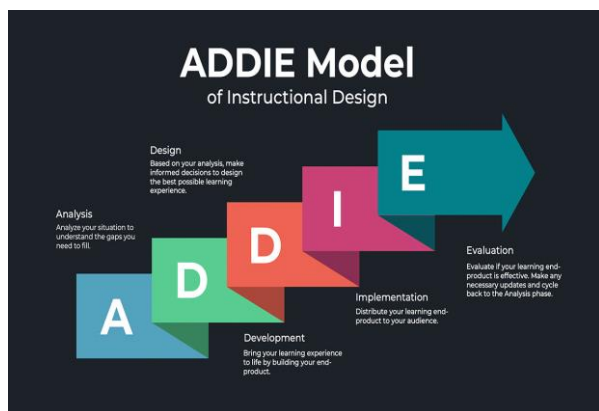 ADDIE Model
of Instructional Design
Analysis
Analyze your situation to
understand the gaps you
need to fill.
Design
Based on your analysis, make
informed decisions to design
the best possible learning
experience.
A
D
D
I
E
Development
Bring your learning experience
to life by building your end-
product.
Implementation
Distribute your learning end-
product to your audience.
Evaluation
Evaluate if your learning end-
product is effective. Make any
necessary updates and cycle
back to the Analysis phase.